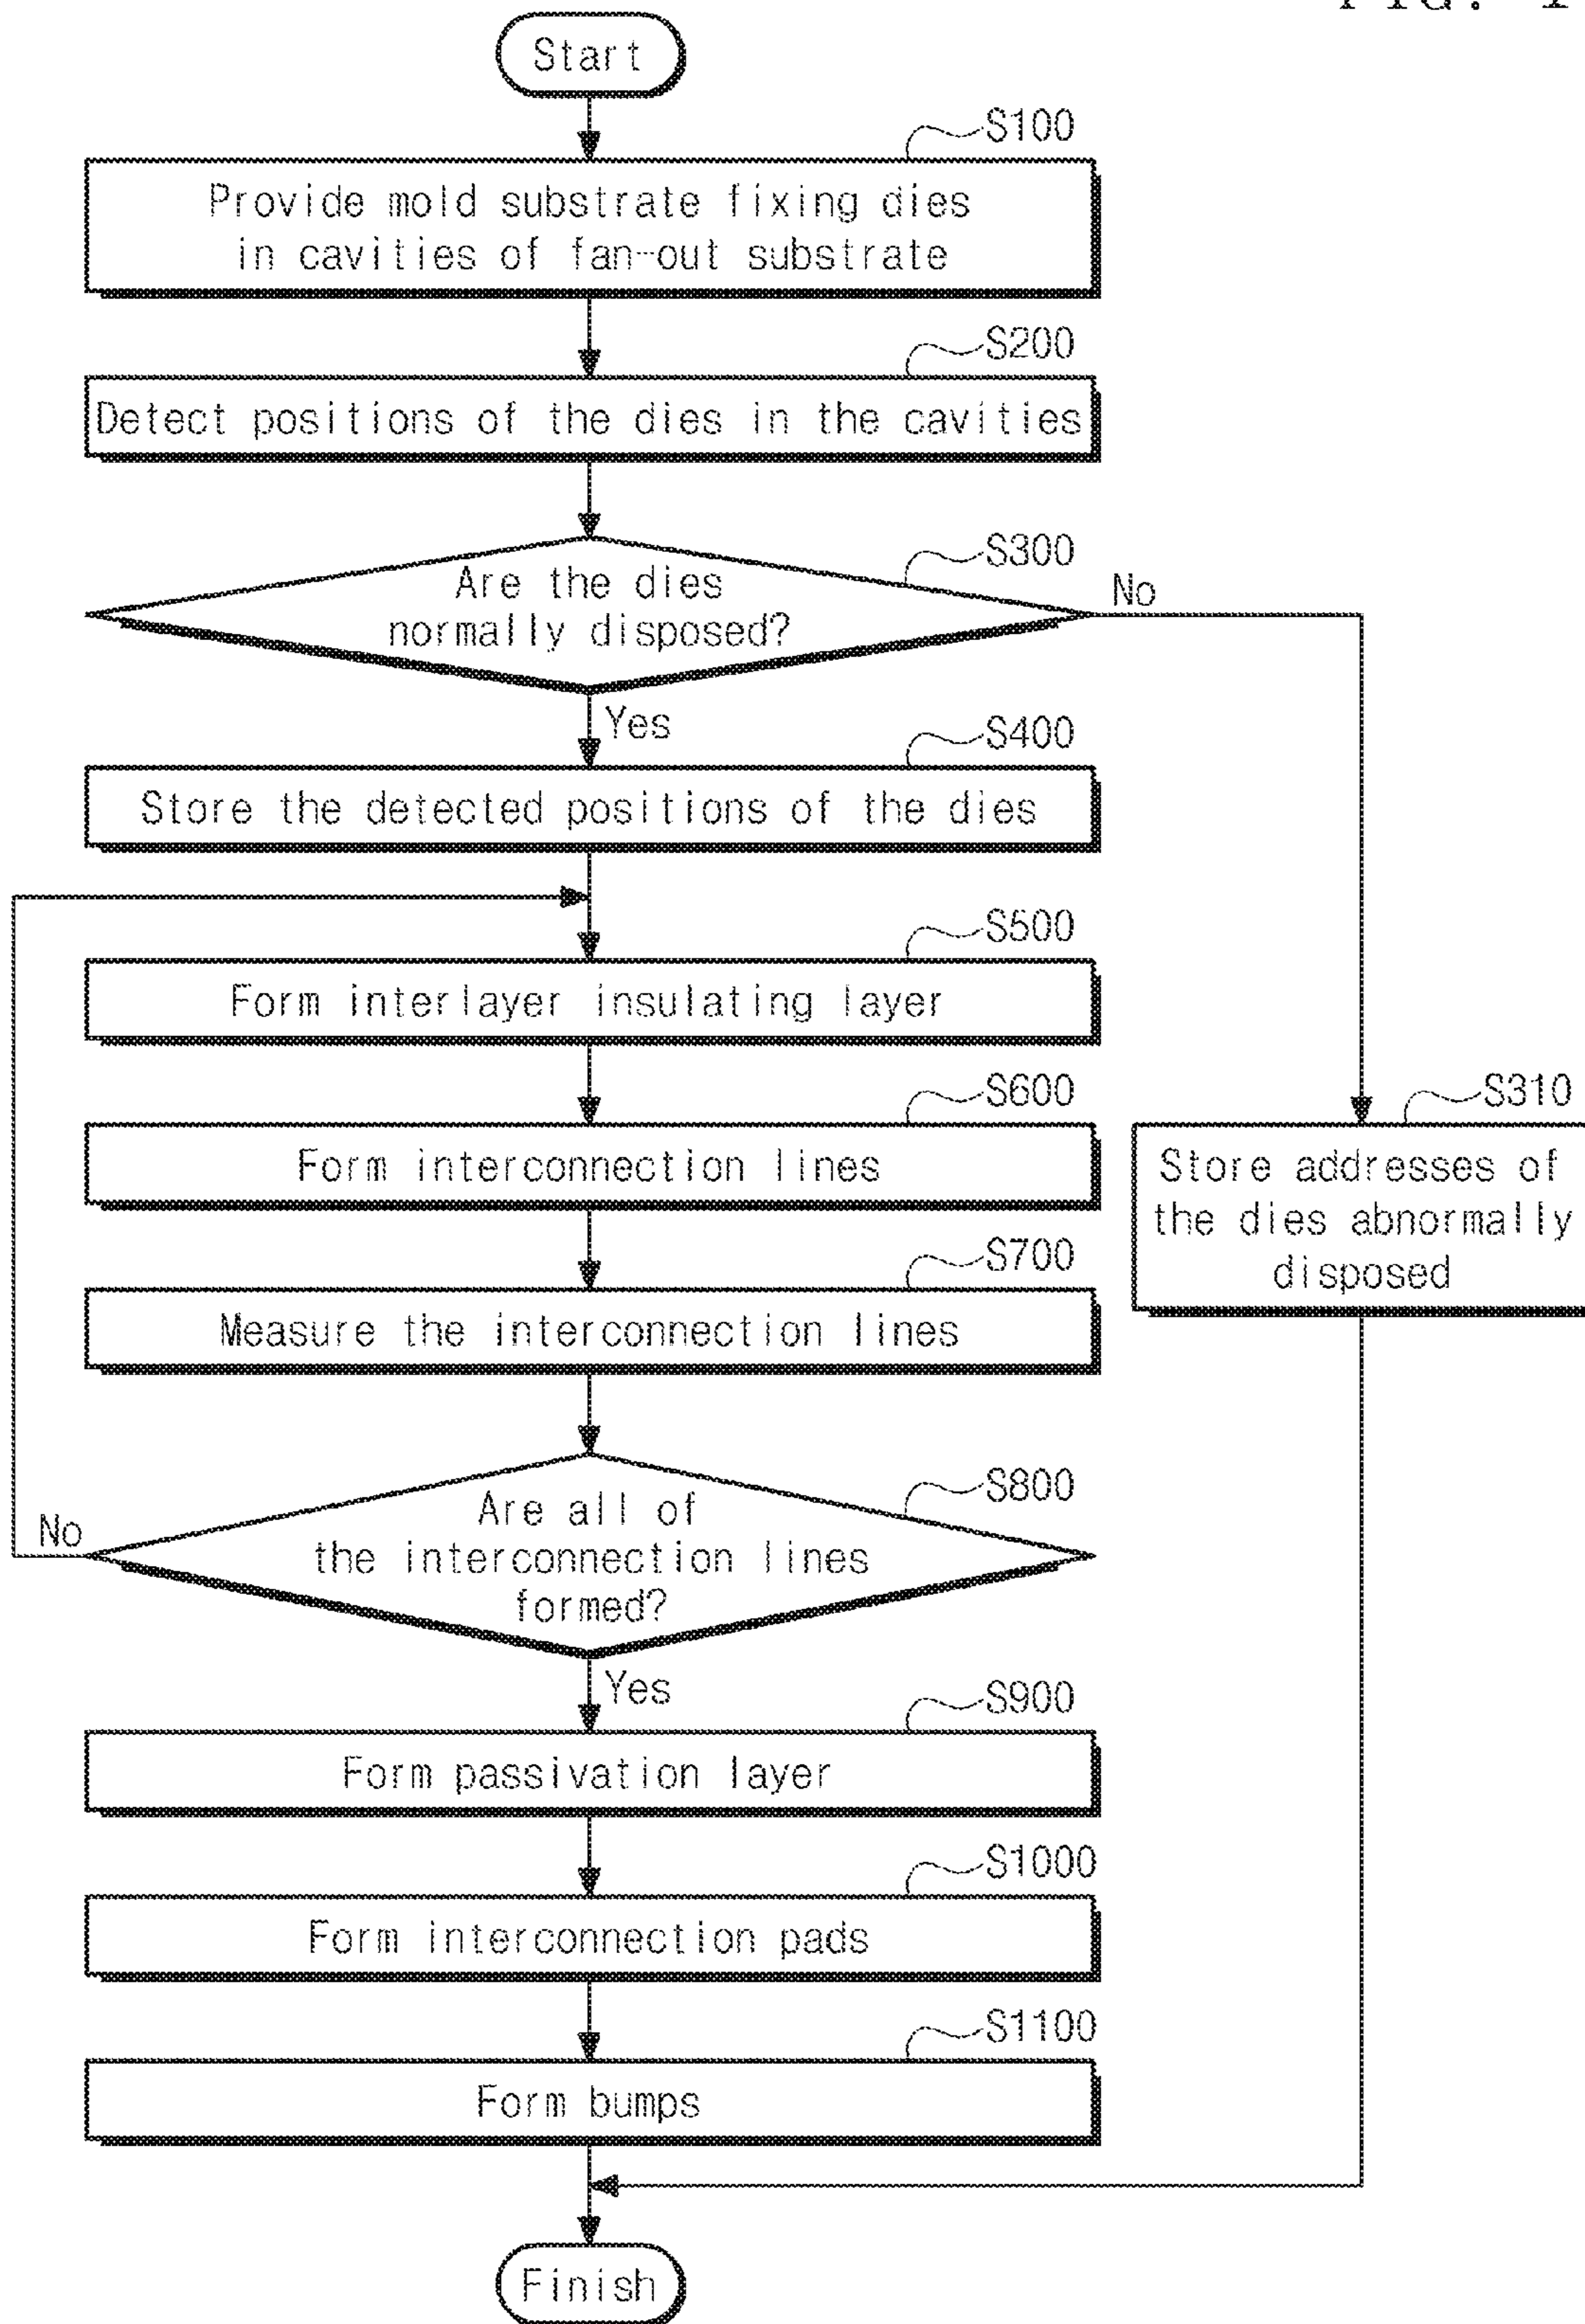 FIG. 1
Start
S100
Provide mold substrate fixing dies
in cavities of fan-out substrate
S200
Detect positions of the dies in the cavities
S300
Are the dies
normally disposed?
No
Yes
S400
Store the detected positions of the dies
S500
Form interlayer insulating layer
S600
Form interconnection lines
S310
Store addresses of
the dies abnormally
disposed
S700
Measure the interconnection lines
S800
Are all of
the interconnection lines
formed?
No
Yes
S900
Form passivation layer
S1000
Form interconnection pads
S1100
Form bumps
Finish